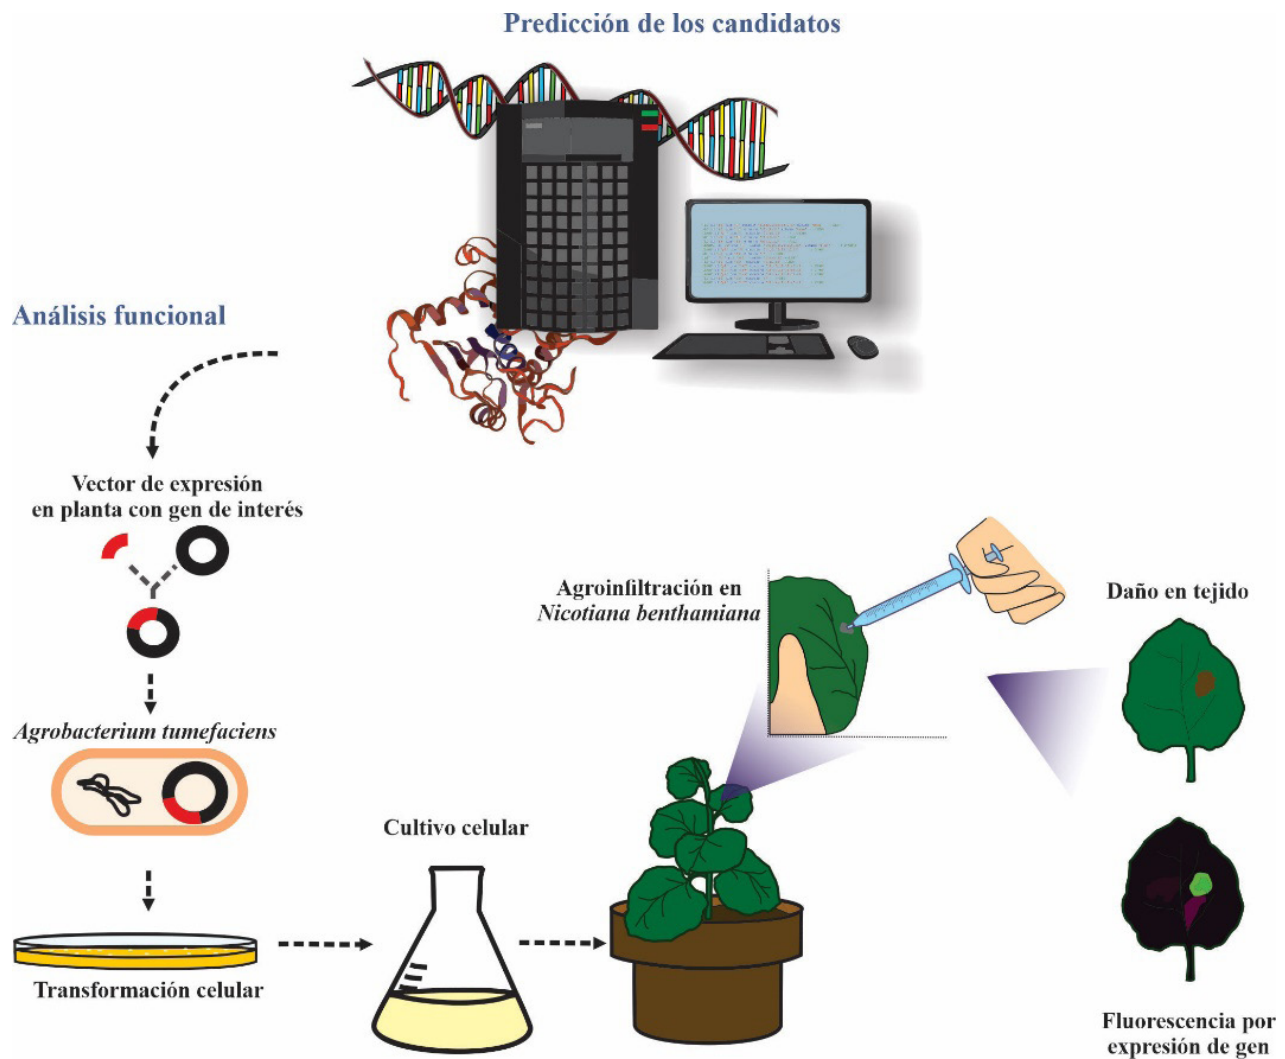 Predicción de los candidatos
Análisis funcional
Vector de expresión
en planta con gen de interés
Agrobacterium tumefaciens
Transformación celular
Cultivo celular
Agroinfiltración en
Nicotiana benthamiana
Daño en tejido
Fluorescencia por
expresión de gen